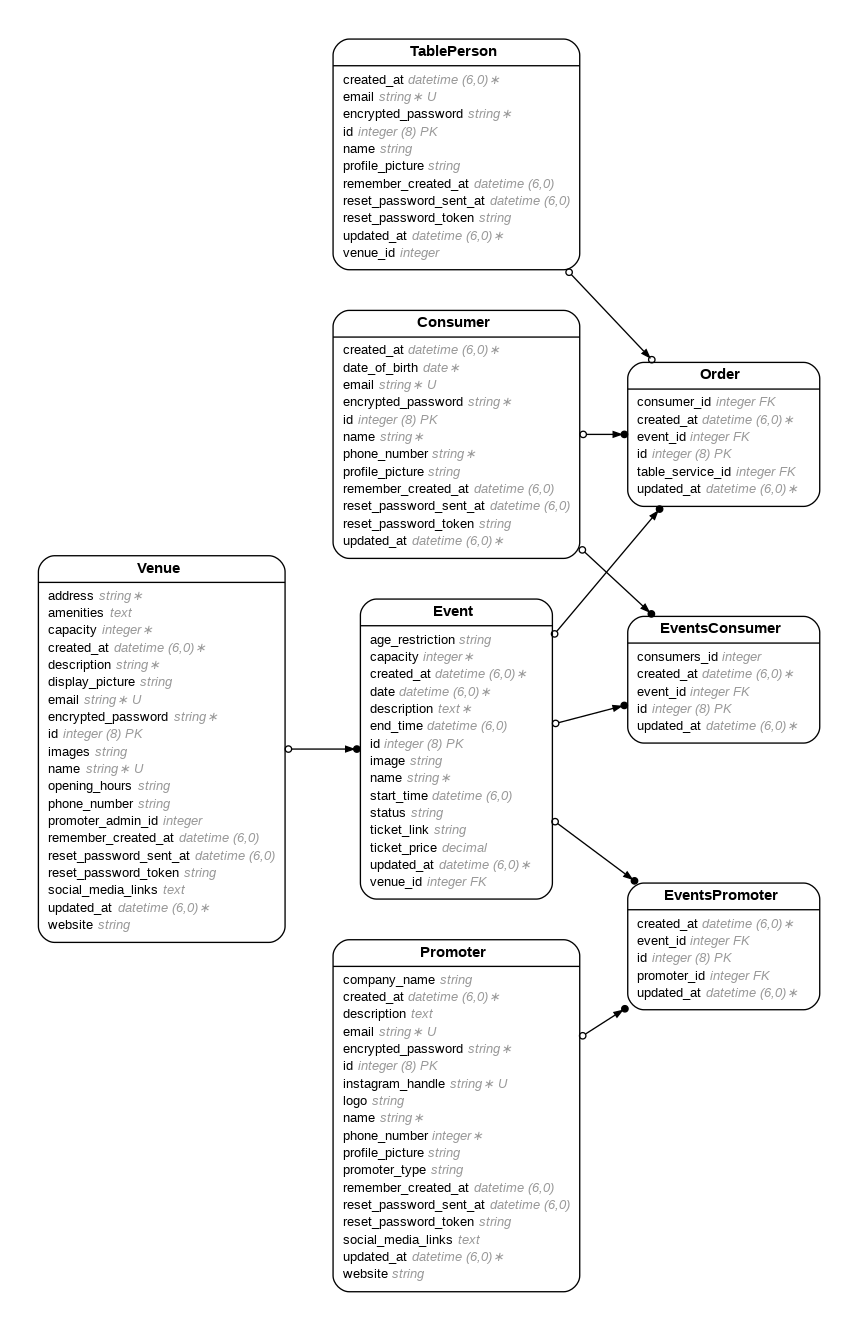 TablePerson
created_at datetime (6,0)∗
email string∗ U
encrypted_password string∗
id integer (8) PK
name string
profile_picture string
remember_created_at datetime (6,0)
reset_password_sent_at datetime (6,0)
reset_password_token string
updated_at datetime (6,0)∗
venue_id integer
Consumer
created_at datetime (6,0)∗
date_of_birth date∗
email string∗ U
encrypted_password string∗
id integer (8) PK
name string∗
phone_number string∗
profile_picture string
remember_created_at datetime (6,0)
reset_password_sent_at datetime (6,0)
reset_password_token string
updated_at datetime (6,0)∗
Order
consumer_id integer FK
created_at datetime (6,0)∗
event_id integer FK
id integer (8) PK
table_service_id integer FK
updated_at datetime (6,0)∗
Venue
address string∗
amenities text
capacity integer∗
created_at datetime (6,0)∗
description string∗
display_picture string
email string∗ U
encrypted_password string∗
id integer (8) PK
images string
name string∗ U
opening_hours string
phone_number string
promoter_admin_id integer
remember_created_at datetime (6,0)
reset_password_sent_at datetime (6,0)
reset_password_token string
social_media_links text
updated_at datetime (6,0)∗
website string
Event
age_restriction string
capacity integer∗
created_at datetime (6,0)∗
date datetime (6,0)∗
description text∗
end_time datetime (6,0)
id integer (8) PK
image string
name string∗
start_time datetime (6,0)
status string
ticket_link string
ticket_price decimal
updated_at datetime (6,0)∗
venue_id integer FK
EventsConsumer
consumers_id integer
created_at datetime (6,0)∗
event_id integer FK
id integer (8) PK
updated_at datetime (6,0)∗
EventsPromoter
created_at datetime (6,0)∗
event_id integer FK
id integer (8) PK
promoter_id integer FK
updated_at datetime (6,0)∗
Promoter
company_name string
created_at datetime (6,0)∗
description text
email string∗ U
encrypted_password string∗
id integer (8) PK
instagram_handle string∗ U
logo string
name string∗
phone_number integer∗
profile_picture string
promoter_type string
remember_created_at datetime (6,0)
reset_password_sent_at datetime (6,0)
reset_password_token string
social_media_links text
updated_at datetime (6,0)∗
website string